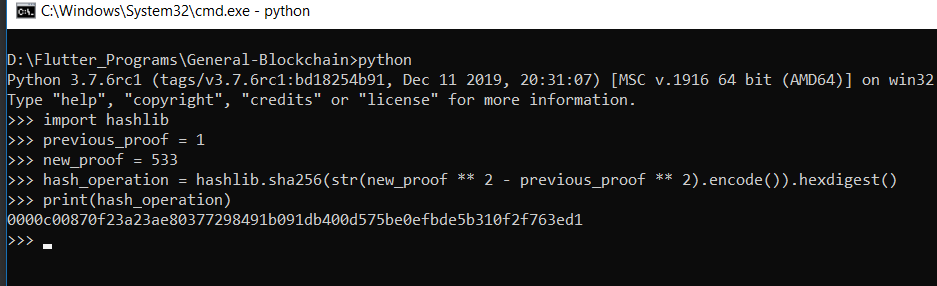 C:\Windows\System32\cmd.exe - python
D:\Flutter_Programs\General-Blockchain>python
Python 3.7.6rc1 (tags/v3.7.6rc1:bd18254b91, Dec 11 2019, 20:31:07) [MSC v.1916 64 bit (AMD64)] on win32
Type "help", "copyright", "credits" or "license" for more information.
>>> import hashlib
>>> previous_proof = 1
>>> new_proof = 533
>>> hash_operation = hashlib.sha256(str(new_proof ** 2 - previous_proof ** 2).encode()).hexdigest()
>>> print(hash_operation)
0000c00870f23a23ae80377298491b091db400d575be0efbde5b310f2f763ed1
>>>